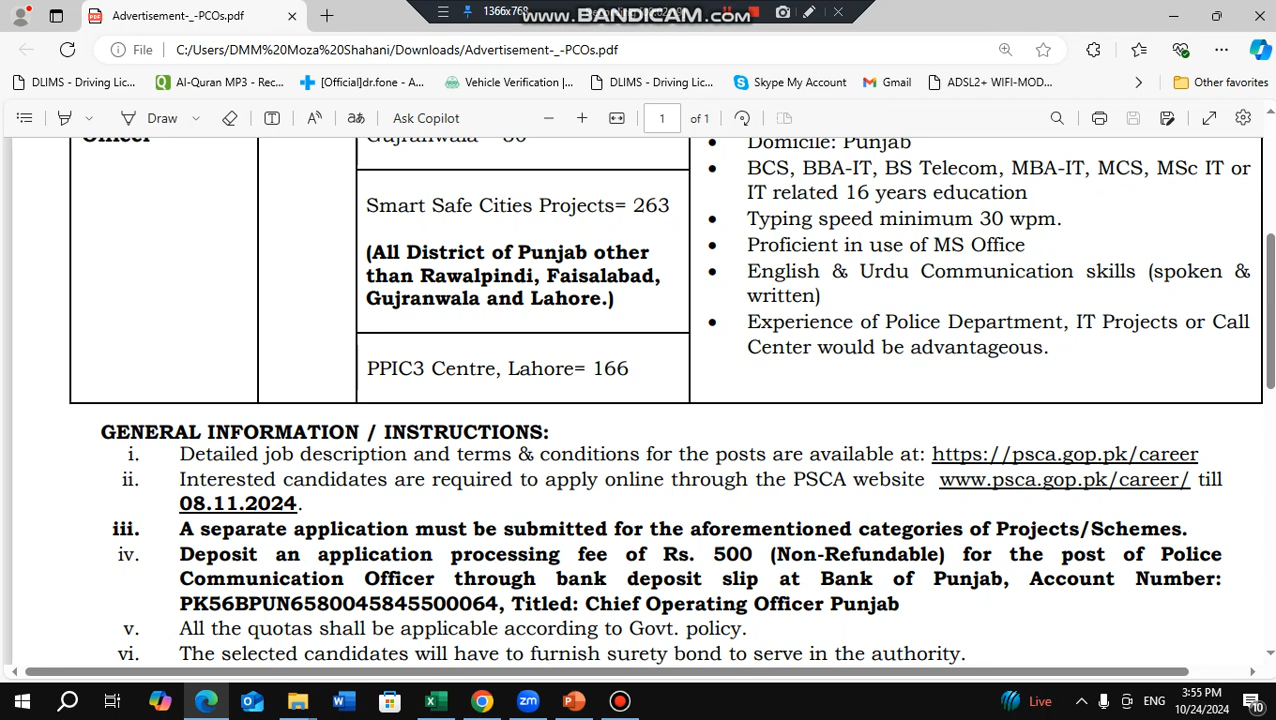 Advertisement-_-PCOs.pdf
1366x768
www.BANDICAM.com
File
C:/Users/DMM%20Moza%20Shahani/Downloads/Advertisement-_-PCOs.pdf
DLIMS - Driving Lic...
Al-Quran MP3 - Rec...
[Official]dr.fone - A...
Vehicle Verification |...
DLIMS - Driving Lic...
Skype My Account
Gmail
ADSL2+ WIFI-MOD...
Other favorites
Draw
Ask Copilot
1 of 1
Officer
Gujranwala = 80
Smart Safe Cities Projects= 263
(All District of Punjab other
than Rawalpindi, Faisalabad,
Gujranwala and Lahore.)
PPIC3 Centre, Lahore= 166
• Domicile: Punjab
• BCS, BBA-IT, BS Telecom, MBA-IT, MCS, MSc IT or
IT related 16 years education
• Typing speed minimum 30 wpm.
• Proficient in use of MS Office
• English & Urdu Communication skills (spoken &
written)
• Experience of Police Department, IT Projects or Call
Center would be advantageous.
GENERAL INFORMATION / INSTRUCTIONS:
i. Detailed job description and terms & conditions for the posts are available at: https://psca.gop.pk/career
ii. Interested candidates are required to apply online through the PSCA website www.psca.gop.pk/career/ till
08.11.2024.
iii. A separate application must be submitted for the aforementioned categories of Projects/Schemes.
iv. Deposit an application processing fee of Rs. 500 (Non-Refundable) for the post of Police
Communication Officer through bank deposit slip at Bank of Punjab, Account Number:
PK56BPUN6580045845500064, Titled: Chief Operating Officer Punjab
v. All the quotas shall be applicable according to Govt. policy.
vi. The selected candidates will have to furnish surety bond to serve in the authority.
Live
ENG
3:55 PM
10/24/2024
10